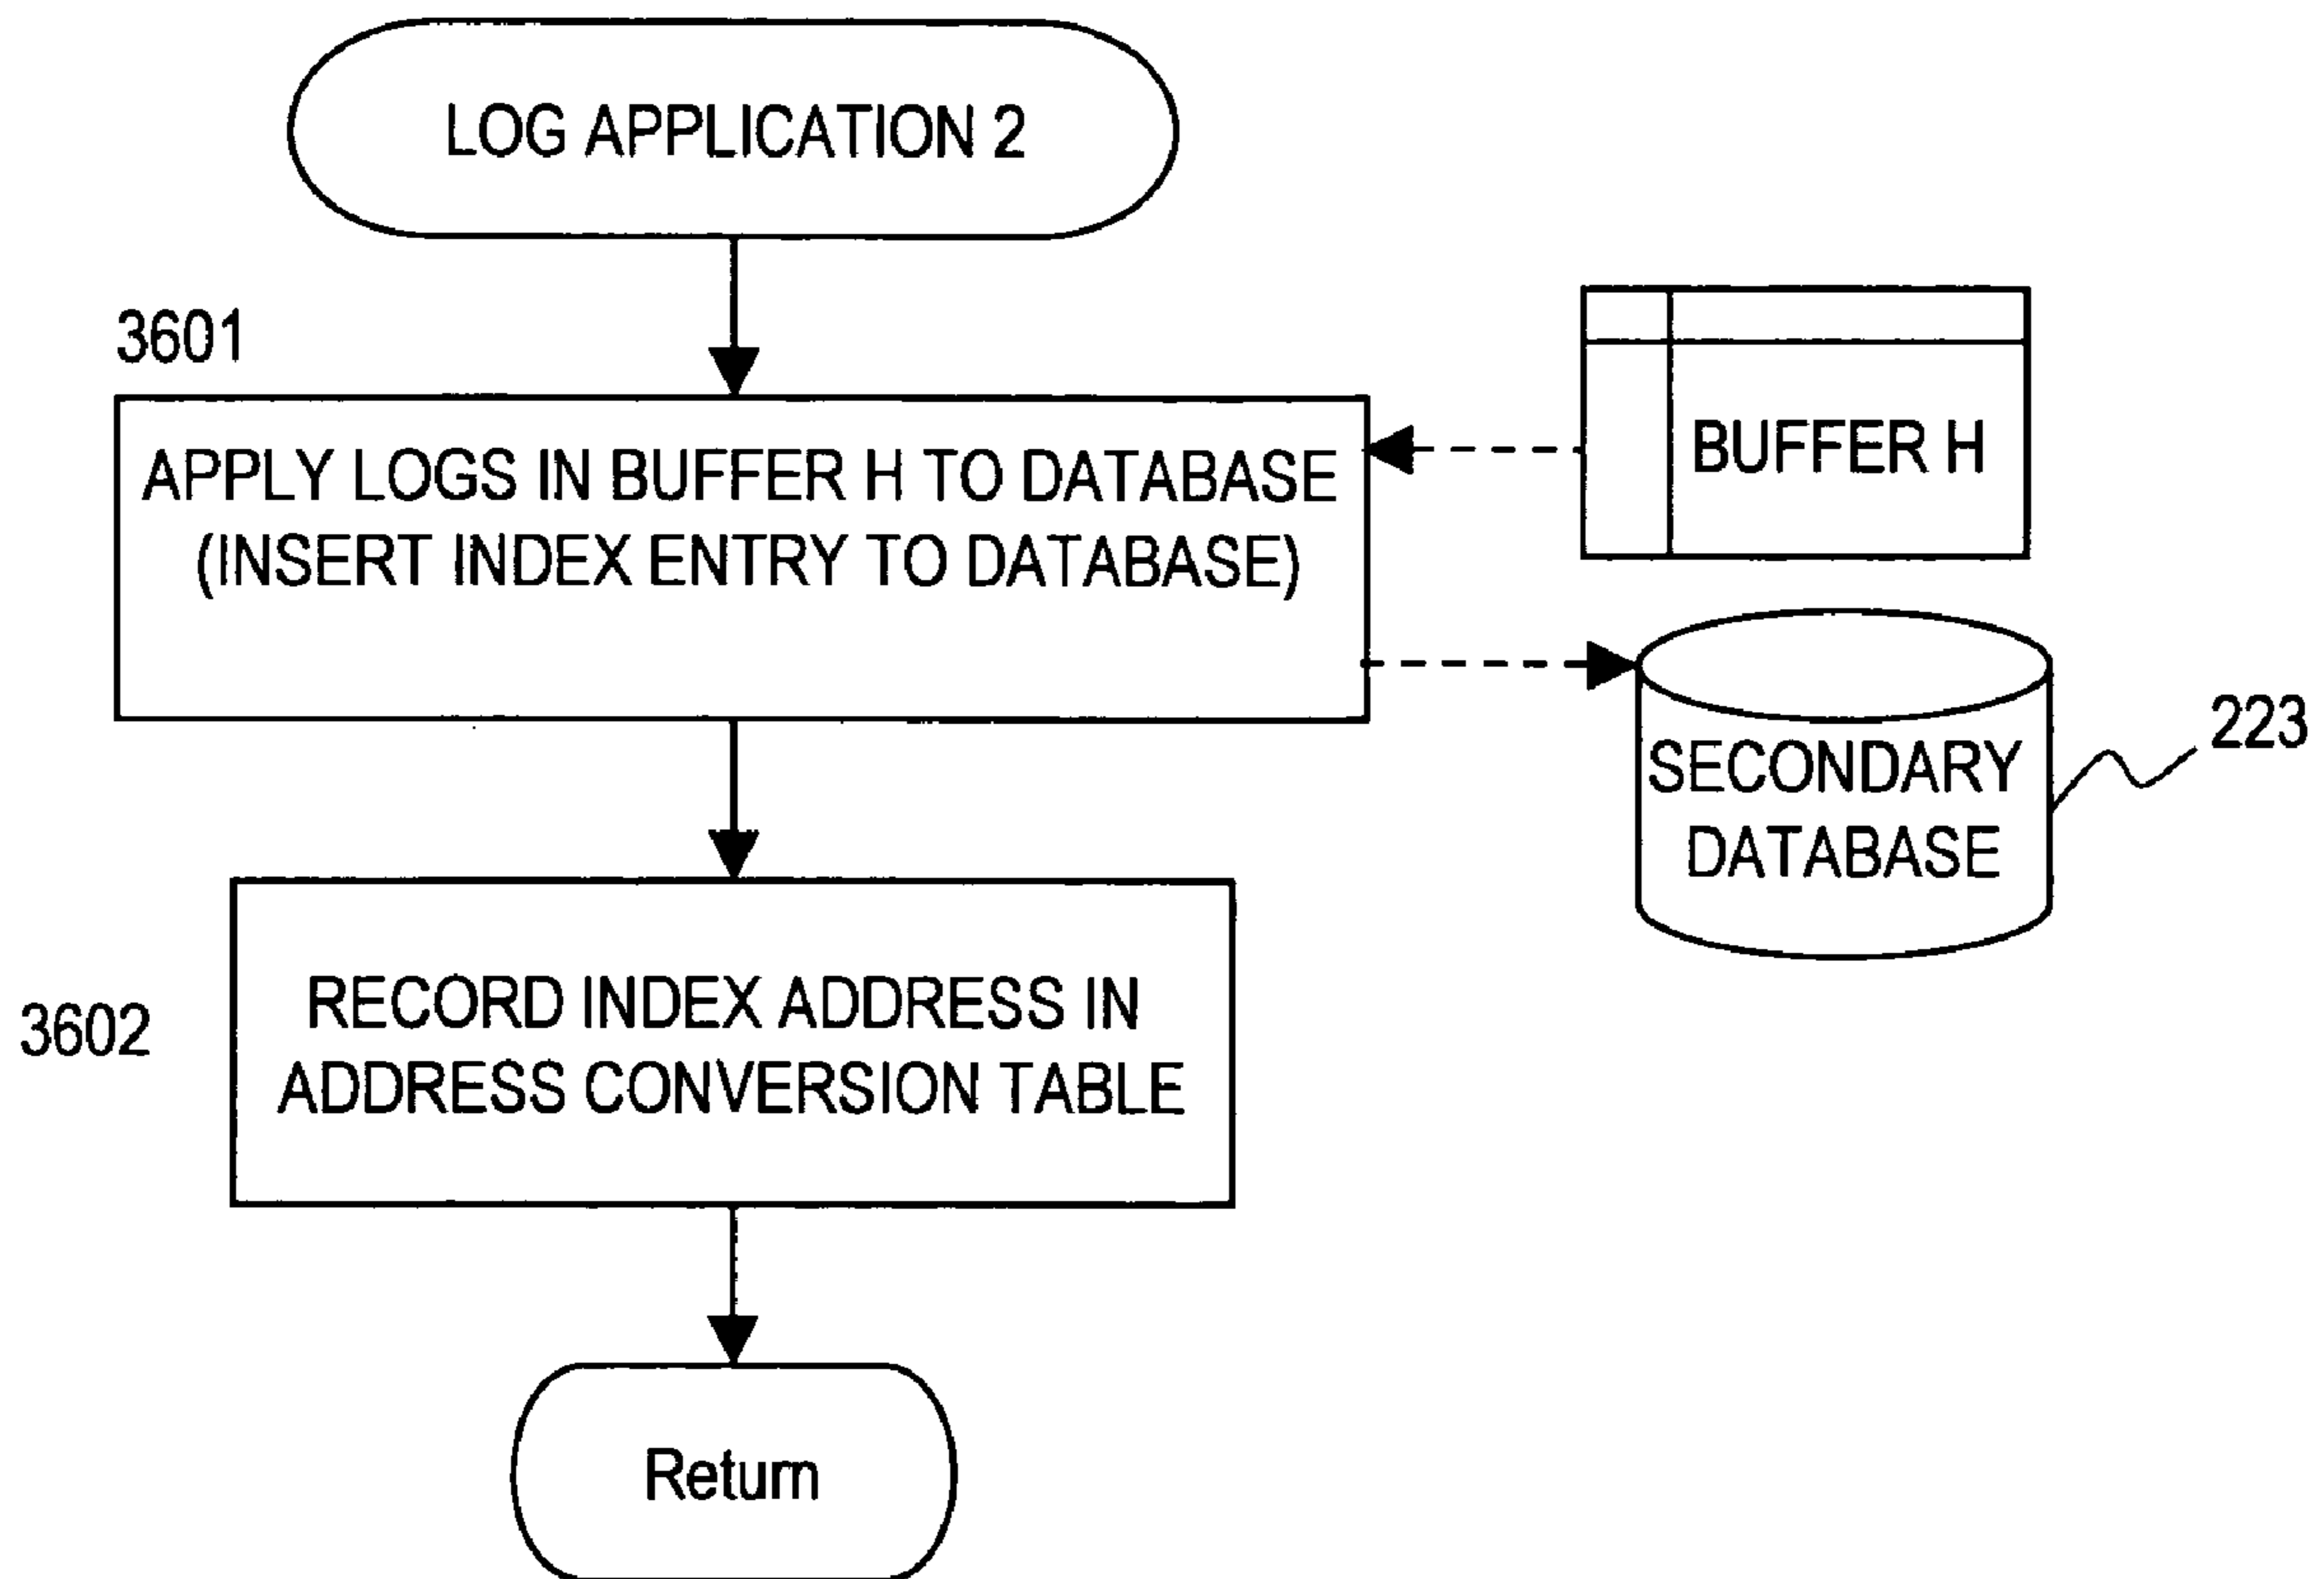 LOG APPLICATION 2
3601
APPLY LOGS IN BUFFER H TO DATABASE
(INSERT INDEX ENTRY TO DATABASE)
BUFFER H
SECONDARY
DATABASE
223
3602
RECORD INDEX ADDRESS IN
ADDRESS CONVERSION TABLE
Return